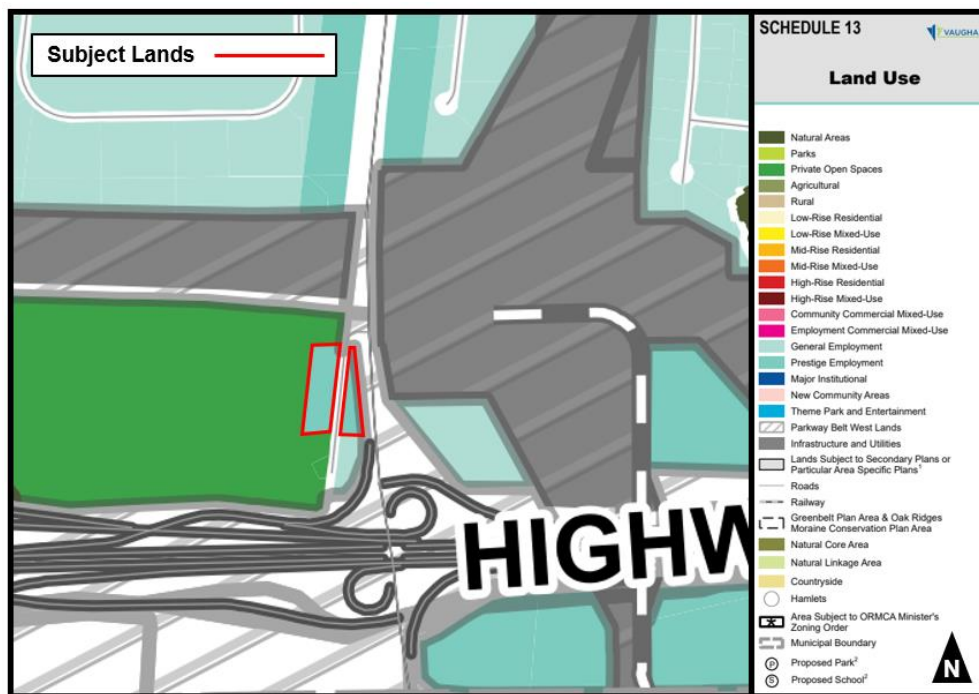 Subject Lands
HIGHW
SCHEDULE 13
VAUGHA
Land Use
Natural Areas
Parks
Private Open Spaces
Agricultural
Rural
Low-Rise Residential
Low-Rise Mixed-Use
Mid-Rise Residential
Mid-Rise Mixed-Use
High-Rise Residential
High-Rise Mixed-Use
Community Commercial Mixed-Use
Employment Commercial Mixed-Use
General Employment
Prestige Employment
Major Institutional
New Community Areas
Theme Park and Entertainment
Parkway Belt West Lands
Infrastructure and Utilities
Lands Subject to Secondary Plans or
Particular Area Specific Plans¹
Roads
Railway
Greenbelt Plan Area & Oak Ridges
Moraine Conservation Plan Area
Natural Core Area
Natural Linkage Area
Countryside
Hamlets
Area Subject to ORMCA Minister's
Zoning Order
Municipal Boundary
P Proposed Park²
S Proposed School²
N